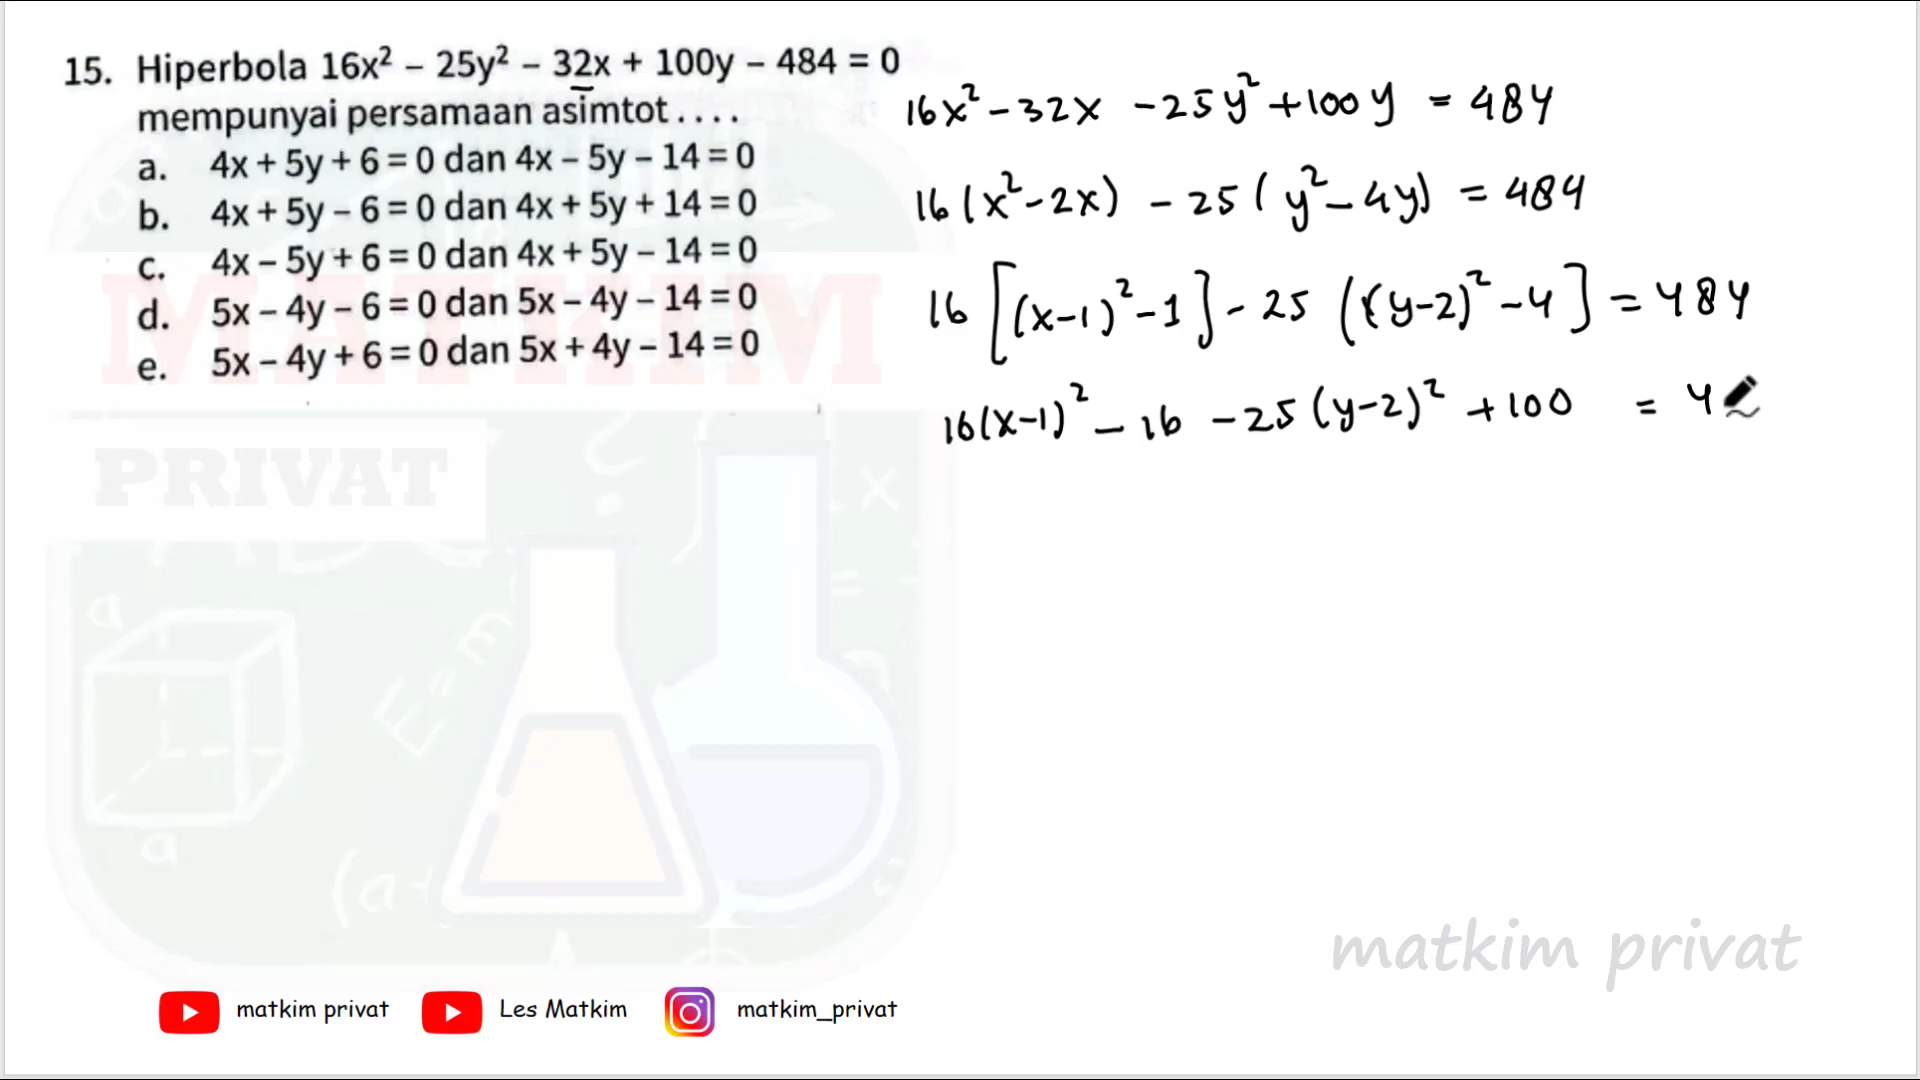 15. Hiperbola 16x² – 25y² – 32x + 100y – 484 = 0
mempunyai persamaan asimtot . . . .
a. 4x + 5y + 6 = 0 dan 4x – 5y – 14 = 0
b. 4x + 5y – 6 = 0 dan 4x + 5y + 14 = 0
c. 4x – 5y + 6 = 0 dan 4x + 5y – 14 = 0
d. 5x – 4y – 6 = 0 dan 5x – 4y – 14 = 0
e. 5x – 4y + 6 = 0 dan 5x + 4y – 14 = 0
16x² - 32x - 25y² + 100y = 484
16(x² - 2x) - 25(y² - 4y) = 484
16 [(x-1)² - 1] - 25 ((y-2)² - 4] = 484
16(x-1)² - 16 - 25(y-2)² + 100 = 4
MATKIM
PRIVAT
E=m
a
a
(a+
x
matkim privat
matkim privat Les Matkim matkim_privat